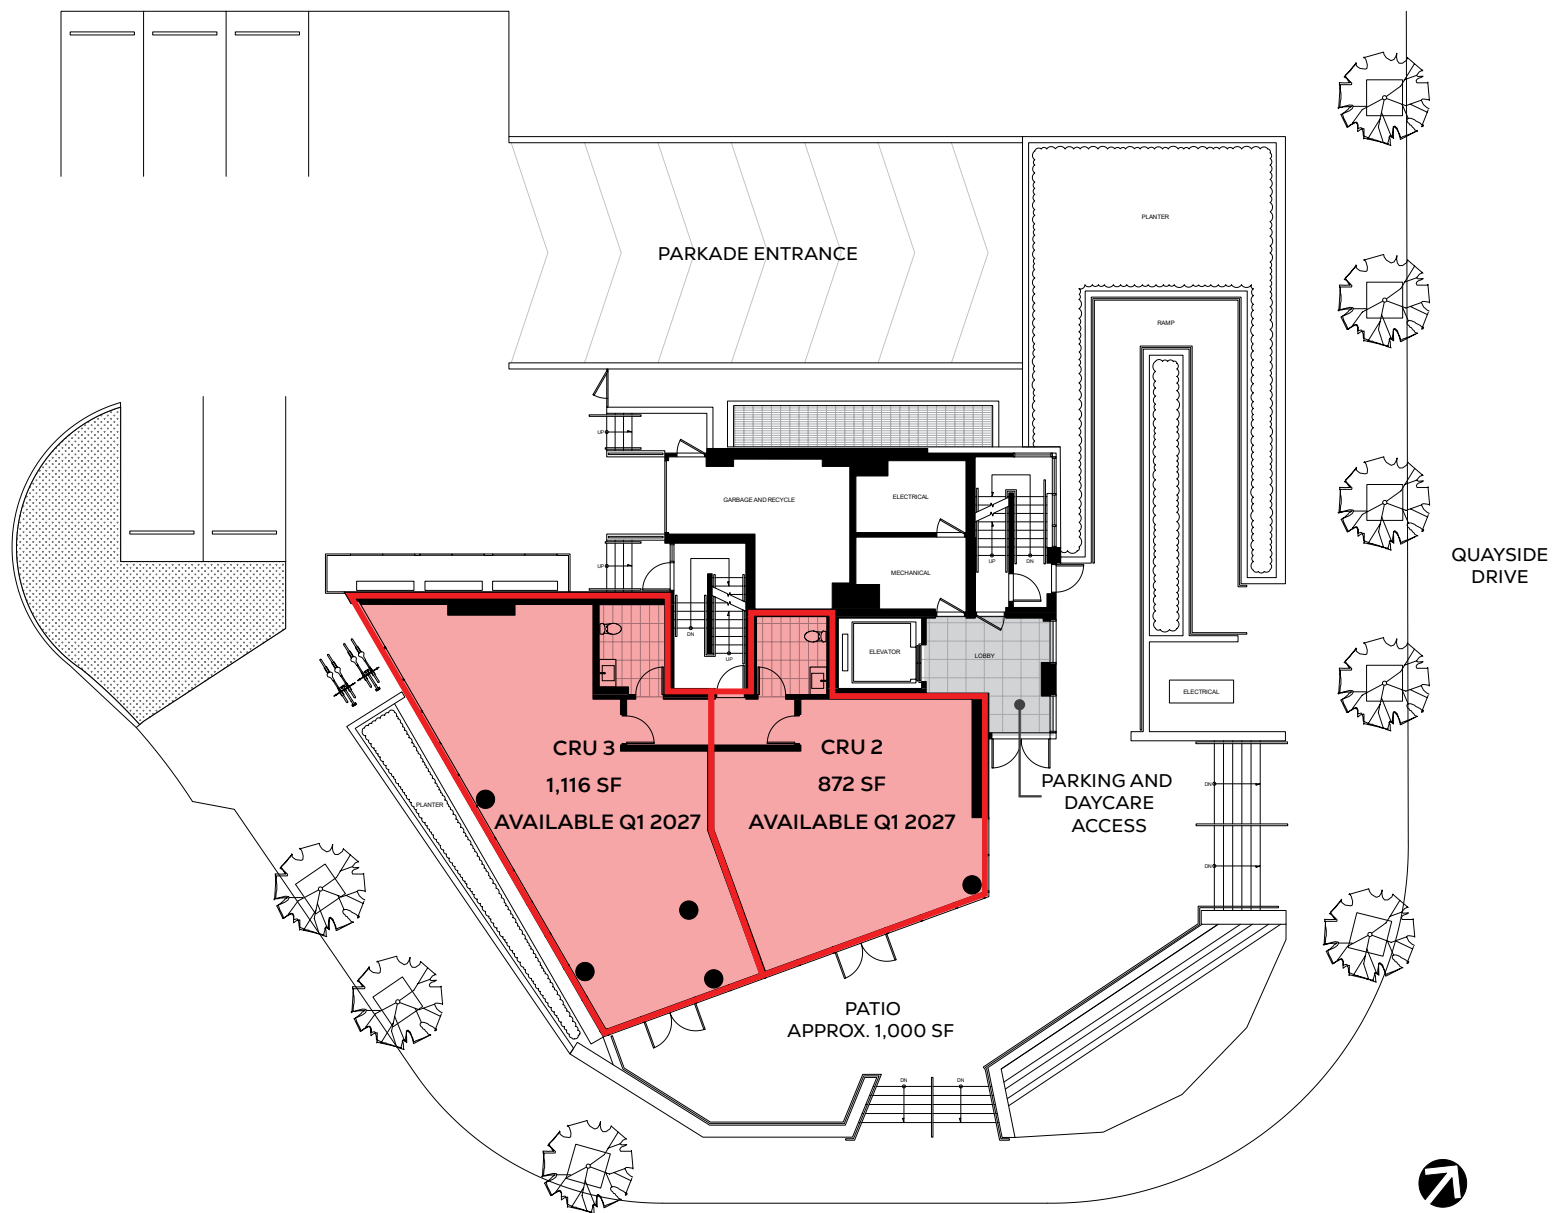 PLANTER
PARKADE ENTRANCE
RAMP
UP
GARBAGE AND RECYCLE
ELECTRICAL
UP
DN
QUAYSIDE
DRIVE
UP
MECHANICAL
DN
UP
ELEVATOR
LOBBY
ELECTRICAL
CRU 3
1,116 SF
AVAILABLE Q1 2027
CRU 2
872 SF
AVAILABLE Q1 2027
PARKING AND
DAYCARE
ACCESS
DN
PLANTER
DN
PATIO
APPROX. 1,000 SF
DN
DN